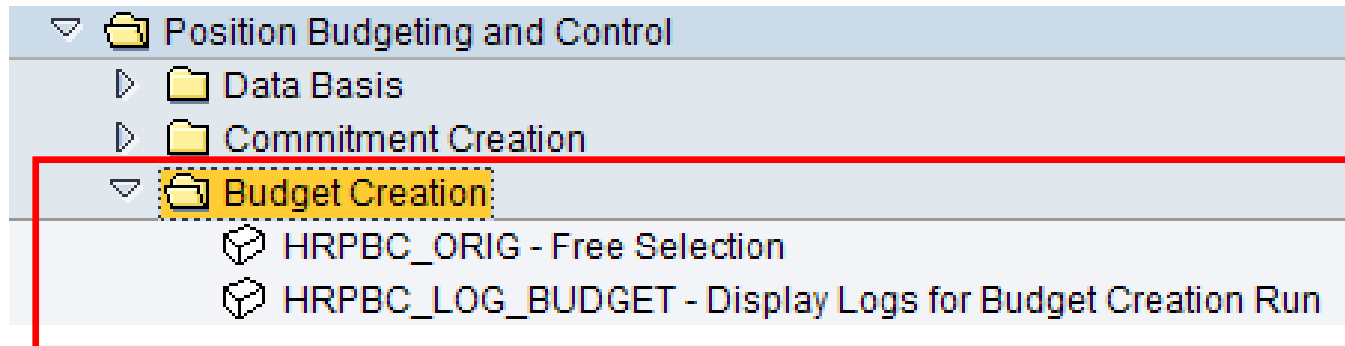 Position Budgeting and Control
Data Basis
Commitment Creation
Budget Creation
HRPBC_ORIG - Free Selection
HRPBC_LOG_BUDGET - Display Logs for Budget Creation Run